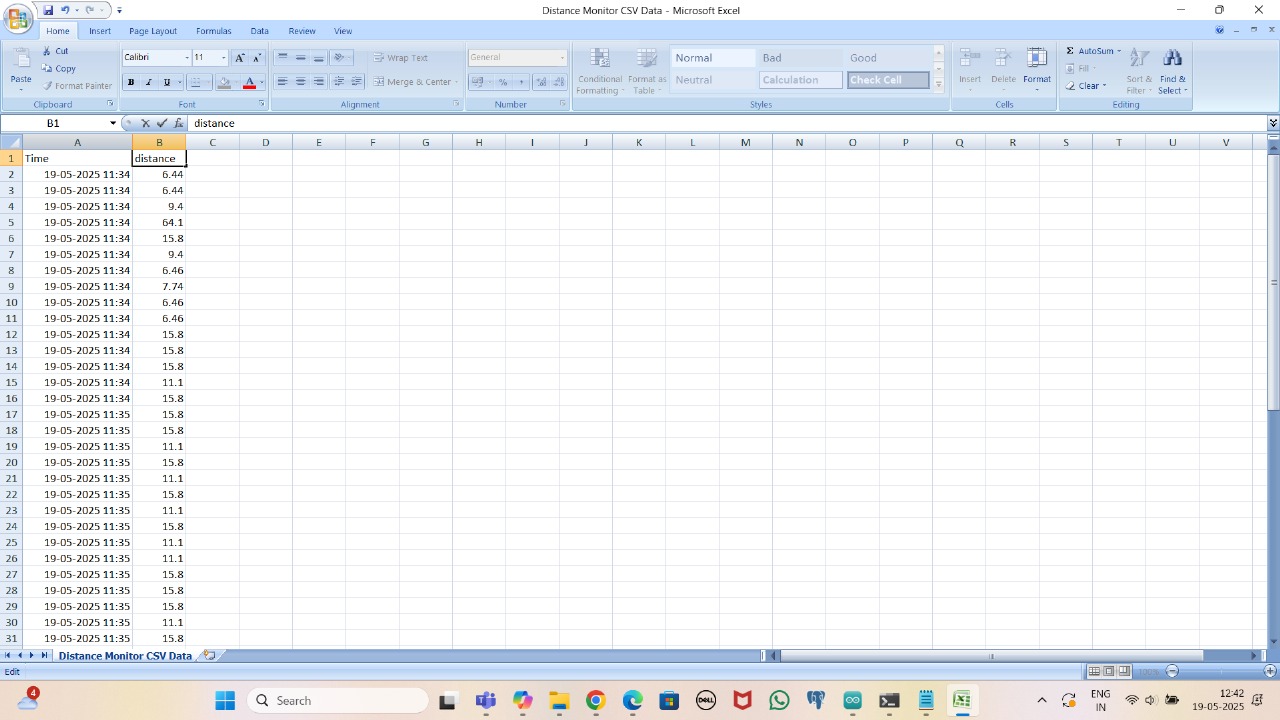 Distance Monitor CSV Data - Microsoft Excel
Home Insert Page Layout Formulas Data Review View
Cut
Copy
Format Painter
Paste
Clipboard
Calibri 11
B I U
Font
Wrap Text
Merge & Center
Alignment
General
Number
Conditional Formatting
Format as Table
Normal Bad Good
Neutral Calculation Check Cell
Styles
Insert Delete Format
Cells
AutoSum
Fill
Clear
Sort & Filter
Find & Select
Editing
B1 fx distance
A B C D E F G H I J K L M N O P Q R S T U V
1 Time distance
2 19-05-2025 11:34 6.44
3 19-05-2025 11:34 6.44
4 19-05-2025 11:34 9.4
5 19-05-2025 11:34 64.1
6 19-05-2025 11:34 15.8
7 19-05-2025 11:34 9.4
8 19-05-2025 11:34 6.46
9 19-05-2025 11:34 7.74
10 19-05-2025 11:34 6.46
11 19-05-2025 11:34 6.46
12 19-05-2025 11:34 15.8
13 19-05-2025 11:34 15.8
14 19-05-2025 11:34 15.8
15 19-05-2025 11:34 11.1
16 19-05-2025 11:34 15.8
17 19-05-2025 11:35 15.8
18 19-05-2025 11:35 15.8
19 19-05-2025 11:35 11.1
20 19-05-2025 11:35 15.8
21 19-05-2025 11:35 11.1
22 19-05-2025 11:35 15.8
23 19-05-2025 11:35 11.1
24 19-05-2025 11:35 15.8
25 19-05-2025 11:35 11.1
26 19-05-2025 11:35 11.1
27 19-05-2025 11:35 15.8
28 19-05-2025 11:35 15.8
29 19-05-2025 11:35 15.8
30 19-05-2025 11:35 11.1
31 19-05-2025 11:35 15.8
Distance Monitor CSV Data
Edit 100%
4 Search DELL ENG IN 12:42 19-05-2025